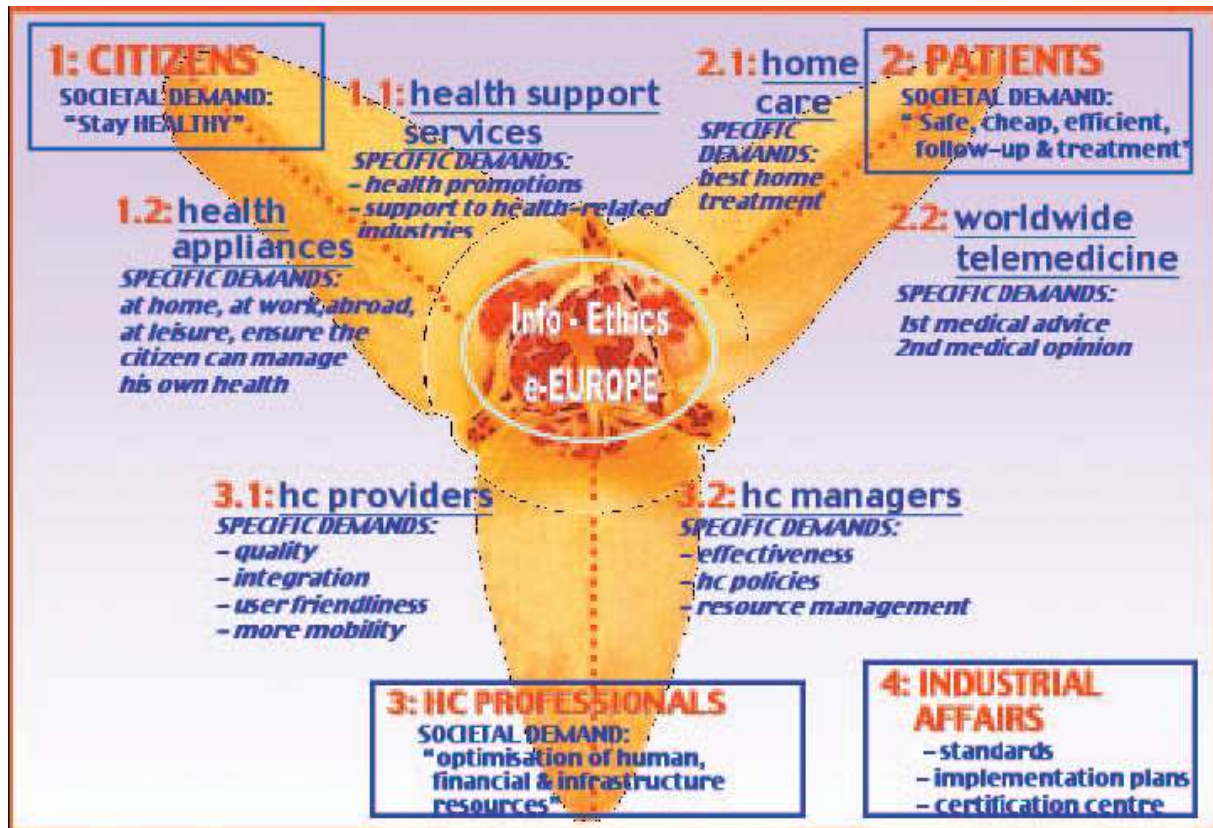 1: CITIZENS
SOCIETAL DEMAND:
"Stay HEALTHY"
1.1: health support
services
SPECIFIC DEMANDS:
– health promotions
– support to health-related
industries
1.2: health
appliances
SPECIFIC DEMANDS:
at home, at work, abroad,
at leisure, ensure the
citizen can manage
his own health
2.1: home
care
SPECIFIC
DEMANDS:
best home
treatment
2: PATIENTS
SOCIETAL DEMAND:
" Safe, cheap, efficient,
follow-up & treatment"
2.2: worldwide
telemedicine
SPECIFIC DEMANDS:
1st medical advice
2nd medical opinion
Info - Ethics
e-EUROPE
3.1: hc providers
SPECIFIC DEMANDS:
– quality
– integration
– user friendliness
– more mobility
3.2: hc managers
SPECIFIC DEMANDS:
– effectiveness
– hc policies
– resource management
3: HC PROFESSIONALS
SOCIETAL DEMAND:
"optimisation of human,
financial & infrastructure
resources"
4: INDUSTRIAL
AFFAIRS
– standards
– implementation plans
– certification centre